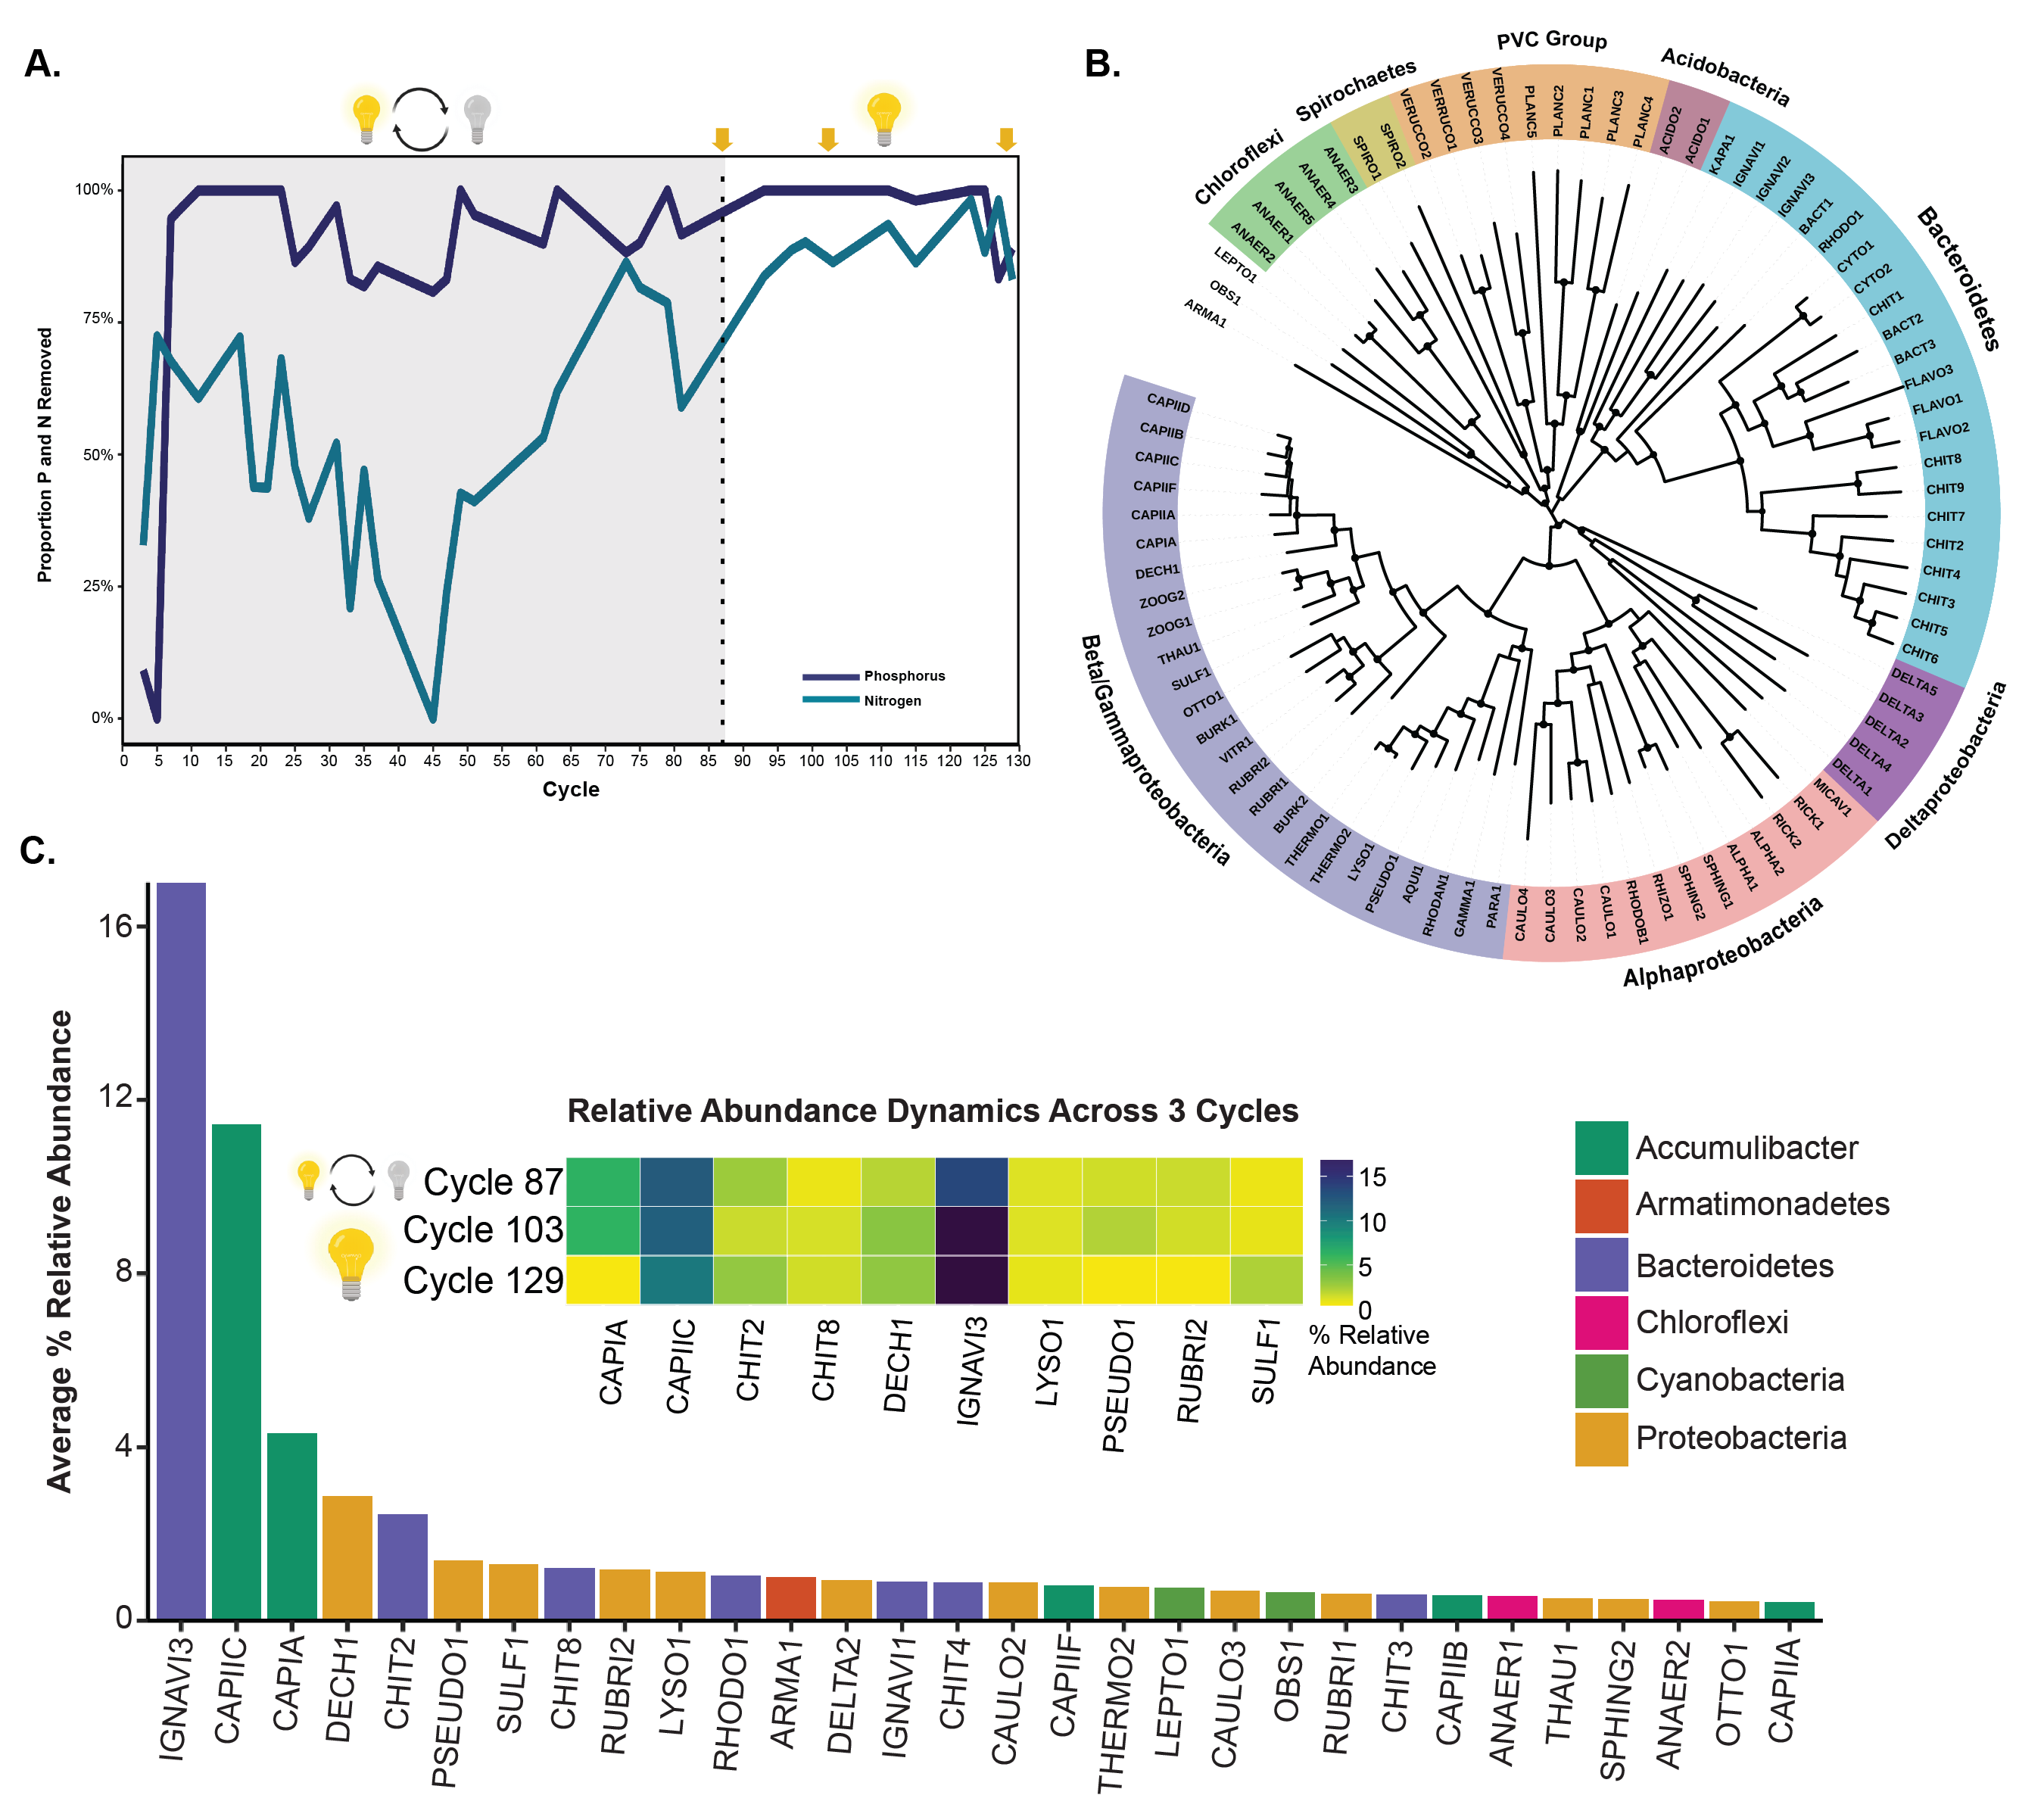 A.
100%
75%
50%
25%
0%
Proportion P and N Removed
Phosphorus
Nitrogen
0 5 10 15 20 25 30 35 40 45 50 55 60 65 70 75 80 85 90 95 100 105 110 115 120 125 130
Cycle
B.
Chloroflexi
Spirochaetes
PVC Group
Acidobacteria
Bacteroidetes
Deltaproteobacteria
Alphaproteobacteria
Beta/Gammaproteobacteria
ARMA1
OBS1
LEPTO1
ANAER2
ANAER1
ANAER5
ANAER4
ANAER3
SPIRO1
SPIRO2
VERUCCO2
VERRUCO1
VERUCCO3
VERUCCO4
PLANC5
PLANC2
PLANC1
PLANC3
PLANC4
ACIDO2
ACIDO1
KAPA1
IGNAVI1
IGNAVI2
IGNAVI3
BACT1
RHODO1
CYTO1
CYTO2
CHIT1
BACT2
BACT3
FLAVO3
FLAVO1
FLAVO2
CHIT8
CHIT9
CHIT7
CHIT2
CHIT4
CHIT3
CHIT5
CHIT6
DELTA5
DELTA3
DELTA2
DELTA4
DELTA1
MICAV1
RICK1
RICK2
ALPHA2
ALPHA1
SPHING1
SPHING2
RHIZO1
RHODOB1
CAULO1
CAULO2
CAULO3
CAULO4
PARA1
GAMMA1
RHODAN1
AQUI1
PSEUDO1
LYSO1
THERMO2
THERMO1
BURK2
RUBRI1
RUBRI2
VITR1
BURK1
OTTO1
SULF1
THAU1
ZOOG1
ZOOG2
DECH1
CAPIA
CAPIIA
CAPIIF
CAPIIC
CAPIIB
CAPIID
C.
Average % Relative Abundance
16
12
8
4
0
Relative Abundance Dynamics Across 3 Cycles
Cycle 87
Cycle 103
Cycle 129
CAPIA CAPIIC CHIT2 CHIT8 DECH1 IGNAVI3 LYSO1 PSEUDO1 RUBRI2 SULF1
15
10
5
0
% Relative
Abundance
Accumulibacter
Armatimonadetes
Bacteroidetes
Chloroflexi
Cyanobacteria
Proteobacteria
IGNAVI3 CAPIIC CAPIA DECH1 CHIT2 PSEUDO1 SULF1 CHIT8 RUBRI2 LYSO1 RHODO1 ARMA1 DELTA2 IGNAVI1 CHIT4 CAULO2 CAPIIF THERMO2 LEPTO1 CAULO3 OBS1 RUBRI1 CHIT3 CAPIIB ANAER1 THAU1 SPHING2 ANAER2 OTTO1 CAPIIA